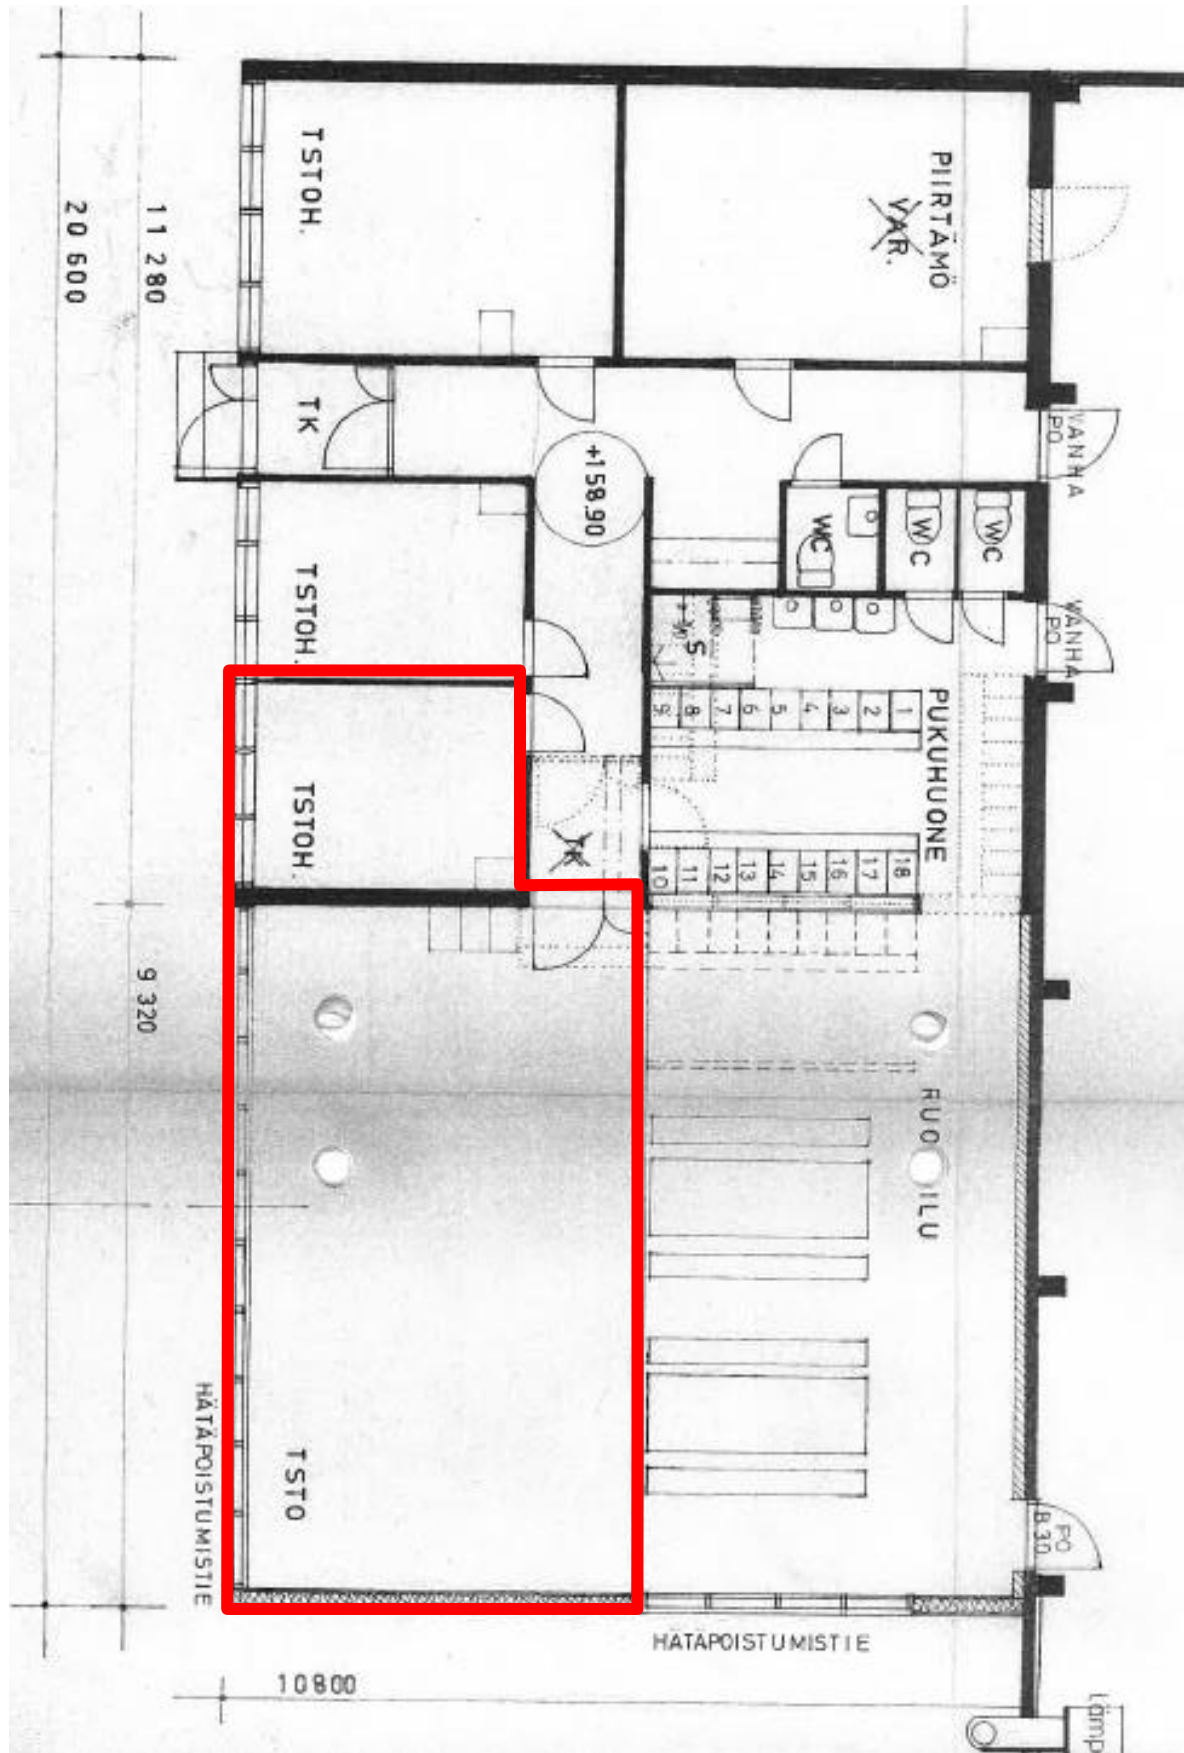 TSTOH.
PIIRTÄMÖ
VAR.
11 280
20 600
TK
+158.90
VANHA
PO
WC
WC
WC
VANHA
PO
TSTOH.
S
9 8 7 6 5 4 3 2 1
PUKUHUONE
TSTOH.
TK
10 11 12 13 14 15 16 17 18
9 320
RUO ILU
TSTO
HÄTÄPOISTUMISTIE
PO
B30
HÄTÄPOISTUMISTIE
10800
Lämp